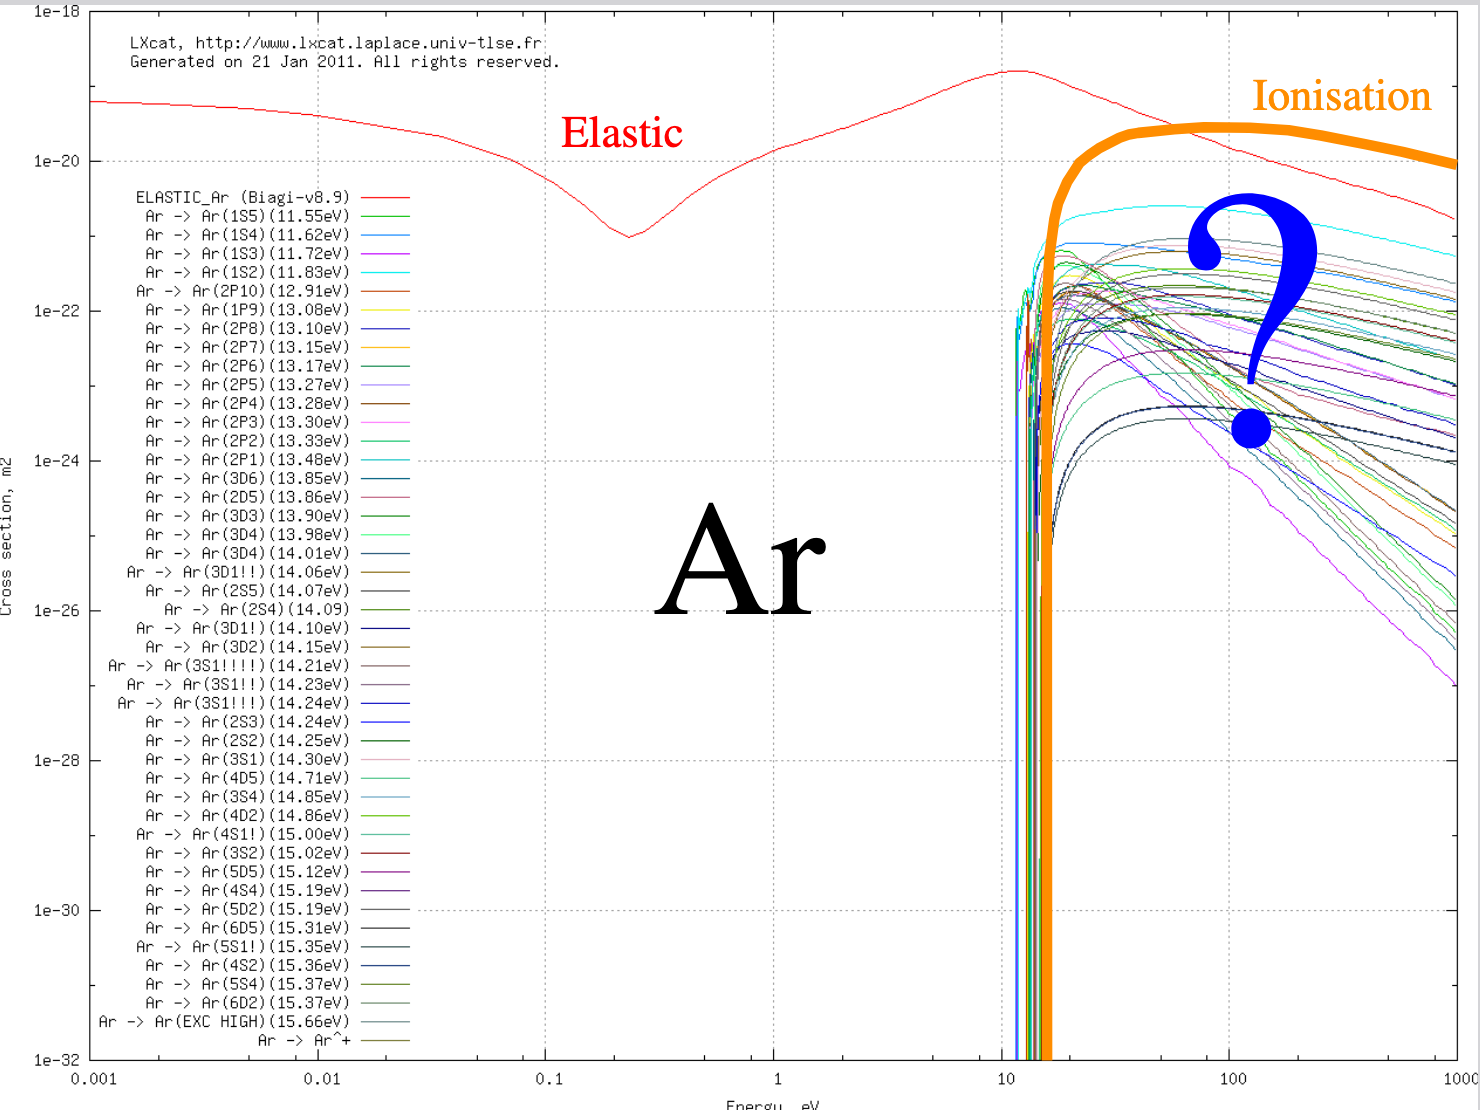 1e-18
LXcat, http://www.lxcat.laplace.univ-tlse.fr
Generated on 21 Jan 2011. All rights reserved.
Ionisation
Elastic
1e-20
ELASTIC_Ar (Biagi-v8.9)
Ar -> Ar(1S5)(11.55eV)
Ar -> Ar(1S4)(11.62eV)
Ar -> Ar(1S3)(11.72eV)
Ar -> Ar(1S2)(11.83eV)
Ar -> Ar(2P10)(12.91eV)
Ar -> Ar(1P9)(13.08eV)
1e-22
Ar -> Ar(2P8)(13.10eV)
Ar -> Ar(2P7)(13.15eV)
Ar -> Ar(2P6)(13.17eV)
Ar -> Ar(2P5)(13.27eV)
Ar -> Ar(2P4)(13.28eV)
Ar -> Ar(2P3)(13.30eV)
Ar -> Ar(2P2)(13.33eV)
Ar -> Ar(2P1)(13.48eV)
1e-24
Ar -> Ar(3D6)(13.85eV)
Ar -> Ar(2D5)(13.86eV)
Ar -> Ar(3D3)(13.90eV)
Ar -> Ar(3D4)(13.98eV)
Ar -> Ar(3D4)(14.01eV)
Ar -> Ar(3D1!!)(14.06eV)
Ar -> Ar(2S5)(14.07eV)
Ar -> Ar(2S4)(14.09)
1e-26
Ar -> Ar(3D1!)(14.10eV)
Ar -> Ar(3D2)(14.15eV)
Ar -> Ar(3S1!!!!)(14.21eV)
Ar -> Ar(3S1!!)(14.23eV)
Ar -> Ar(3S1!!!)(14.24eV)
Ar -> Ar(2S3)(14.24eV)
Ar -> Ar(2S2)(14.25eV)
Ar -> Ar(3S1)(14.30eV)
1e-28
Ar -> Ar(4D5)(14.71eV)
Ar -> Ar(3S4)(14.85eV)
Ar -> Ar(4D2)(14.86eV)
Ar -> Ar(4S1!)(15.00eV)
Ar -> Ar(3S2)(15.02eV)
Ar -> Ar(5D5)(15.12eV)
Ar -> Ar(4S4)(15.19eV)
Ar -> Ar(5D2)(15.19eV)
1e-30
Ar -> Ar(6D5)(15.31eV)
Ar -> Ar(5S1!)(15.35eV)
Ar -> Ar(4S2)(15.36eV)
Ar -> Ar(5S4)(15.37eV)
Ar -> Ar(6D2)(15.37eV)
Ar -> Ar(EXC HIGH)(15.66eV)
Ar -> Ar^+
1e-32
?
Ar
Cross section, m2
0.001 0.01 0.1 1 10 100 1000
Energy, eV